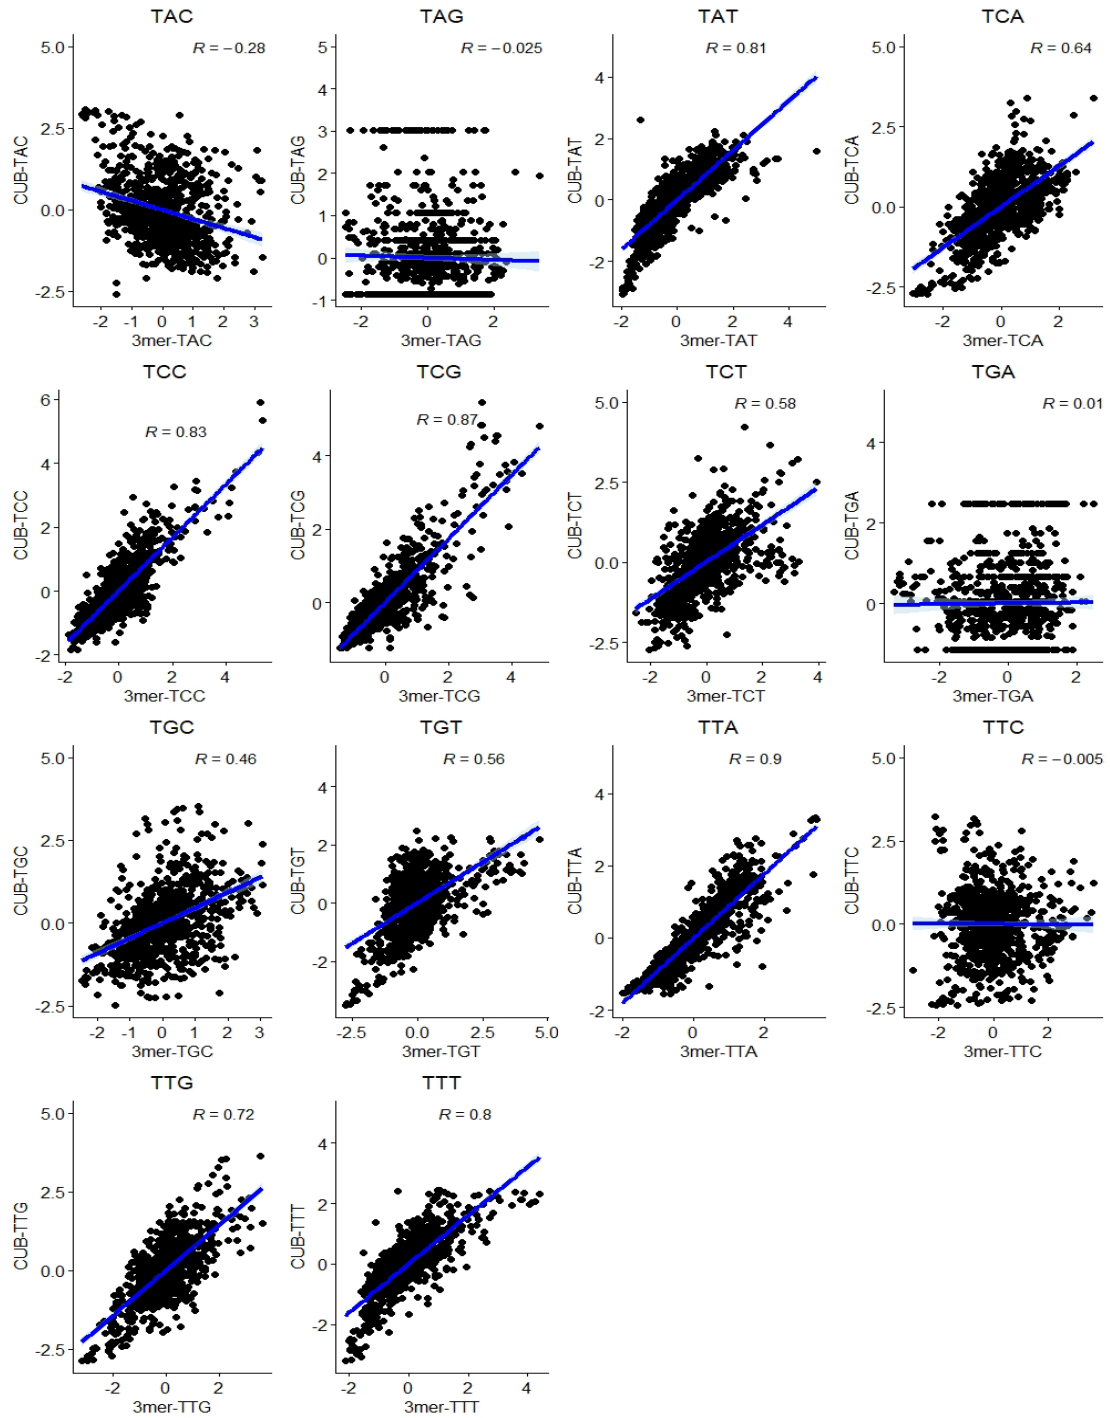 TAC
R = −0.28
5.0
2.5
0.0
-2.5
CUB-TAC
-2 -1 0 1 2 3
3mer-TAC
TAG
R = −0.025
5
4
3
2
1
0
-1
CUB-TAG
-2 0 2
3mer-TAG
TAT
R = 0.81
4
2
0
-2
CUB-TAT
-2 0 2 4
3mer-TAT
TCA
R = 0.64
5.0
2.5
0.0
-2.5
CUB-TCA
-2 0 2
3mer-TCA
TCC
R = 0.83
6
4
2
0
-2
CUB-TCC
-2 0 2 4
3mer-TCC
TCG
R = 0.87
4
2
0
CUB-TCG
0 2 4
3mer-TCG
TCT
R = 0.58
5.0
2.5
0.0
-2.5
CUB-TCT
-2 0 2 4
3mer-TCT
TGA
R = 0.01
4
2
0
CUB-TGA
-2 0 2
3mer-TGA
TGC
R = 0.46
5.0
2.5
0.0
-2.5
CUB-TGC
-2 -1 0 1 2 3
3mer-TGC
TGT
R = 0.56
4
2
0
-2
CUB-TGT
-2.5 0.0 2.5 5.0
3mer-TGT
TTA
R = 0.9
4
2
0
-2
CUB-TTA
-2 0 2
3mer-TTA
TTC
R = −0.005
5.0
2.5
0.0
-2.5
CUB-TTC
-2 0 2
3mer-TTC
TTG
R = 0.72
5.0
2.5
0.0
-2.5
CUB-TTG
-2 0 2
3mer-TTG
TTT
R = 0.8
4
2
0
-2
CUB-TTT
-2 0 2 4
3mer-TTT